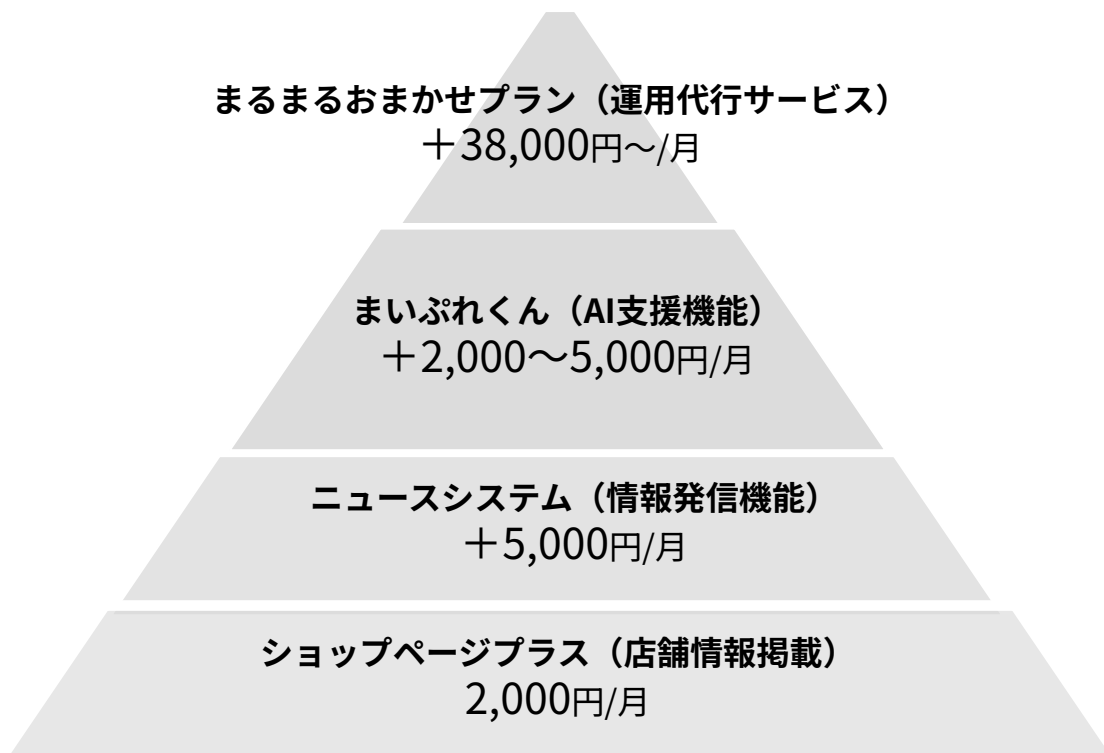 まるまるおまかせプラン（運用代行サービス）
＋38,000円～/月
まいぷれくん（AI支援機能）
＋2,000～5,000円/月
ニュースシステム（情報発信機能）
＋5,000円/月
ショップページプラス（店舗情報掲載）
2,000円/月